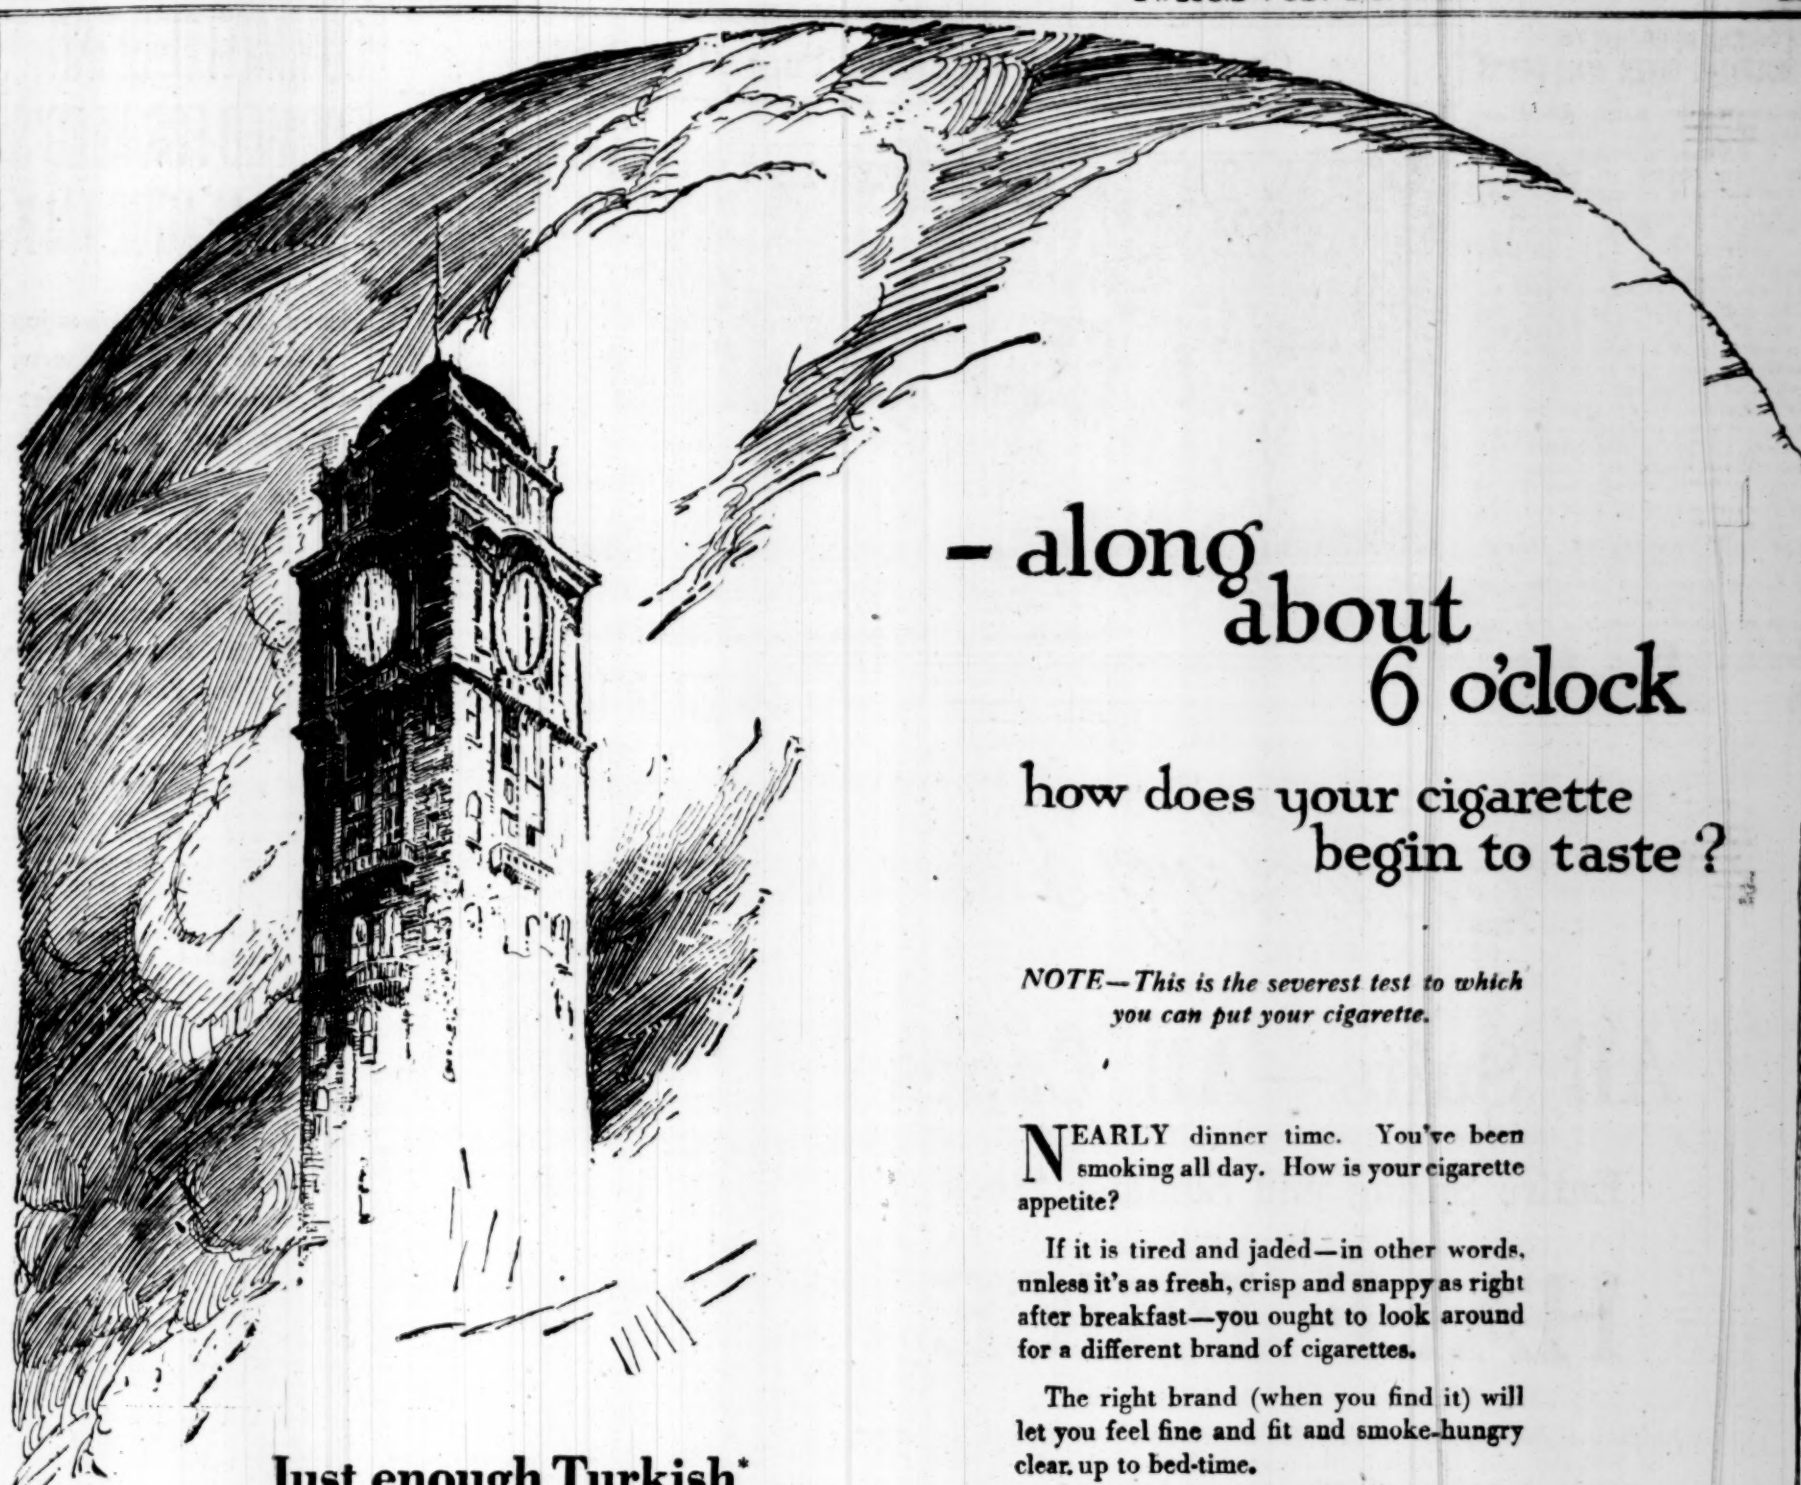 – along
about
6 o'clock
how does your cigarette
begin to taste ?
NOTE—This is the severest test to which
you can put your cigarette.
NEARLY dinner time. You've been
smoking all day. How is your cigarette
appetite?
If it is tired and jaded—in other words,
unless it's as fresh, crisp and snappy as right
after breakfast—you ought to look around
for a different brand of cigarettes.
The right brand (when you find it) will
let you feel fine and fit and smoke-hungry
clear up to bed-time.
Just enough Turkish*